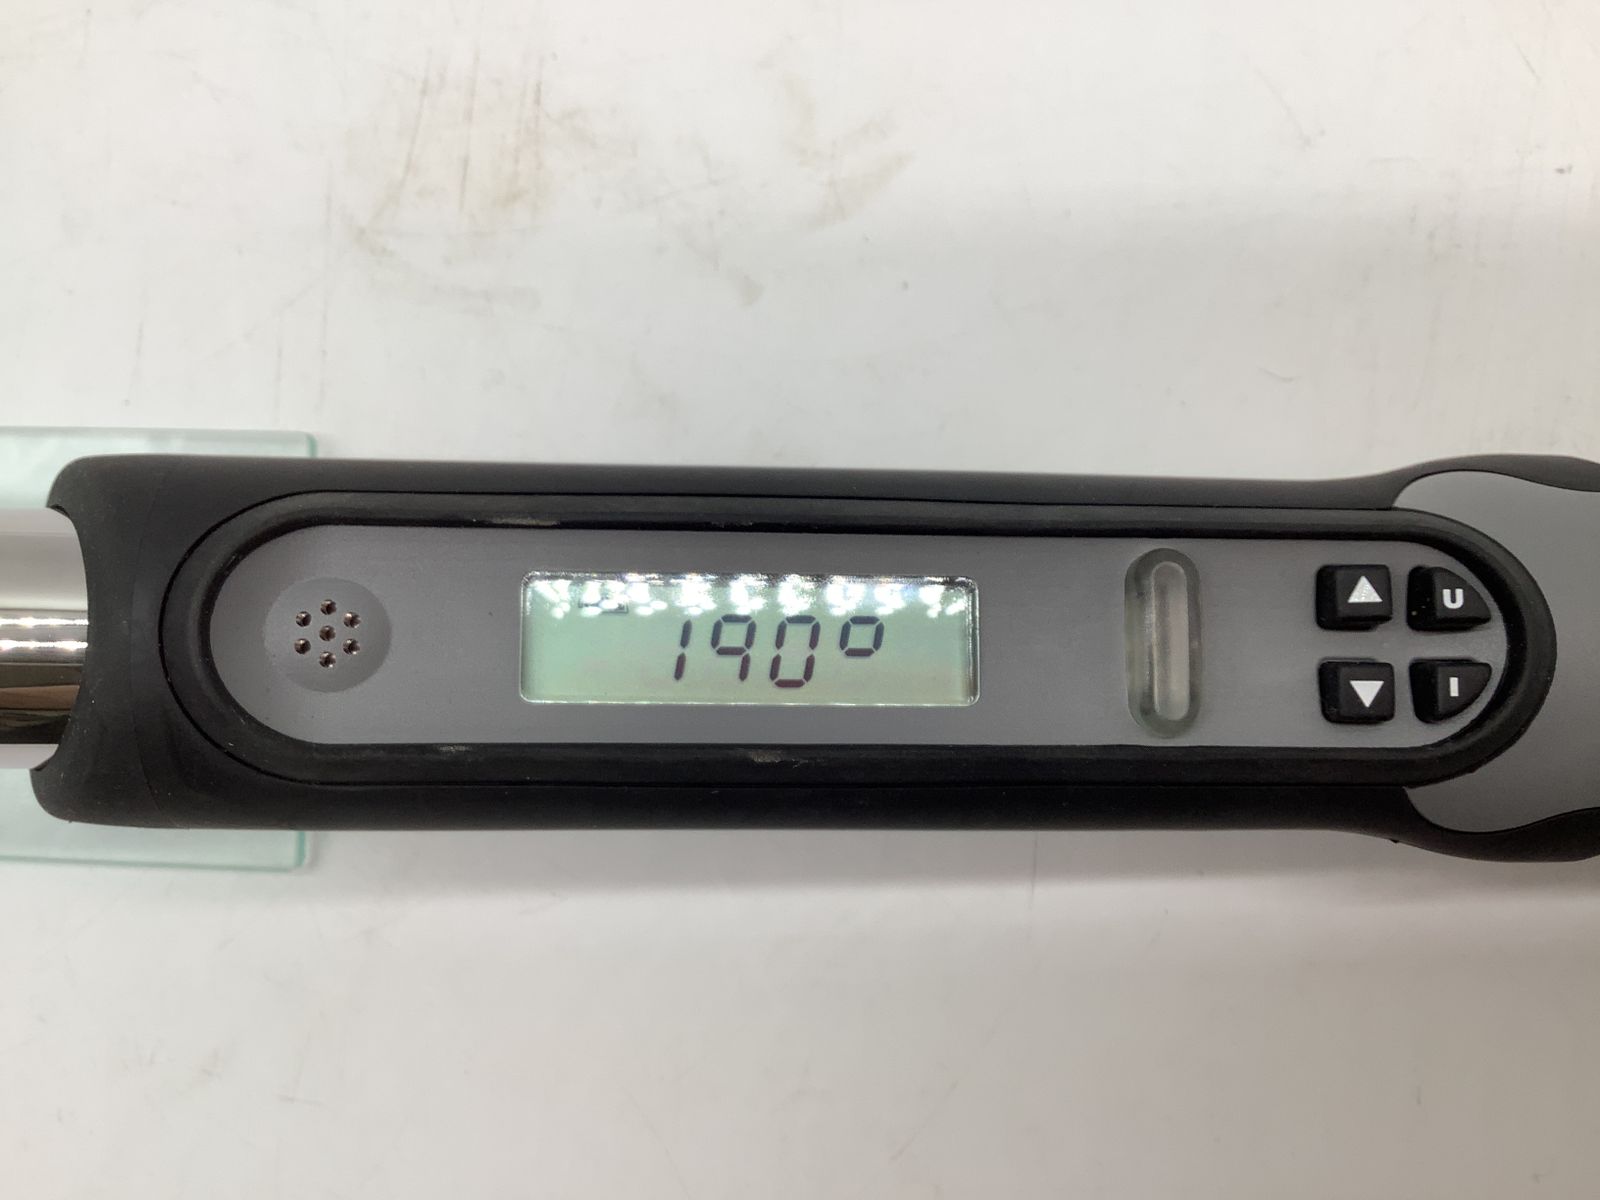 190°
▲ U
▼ I